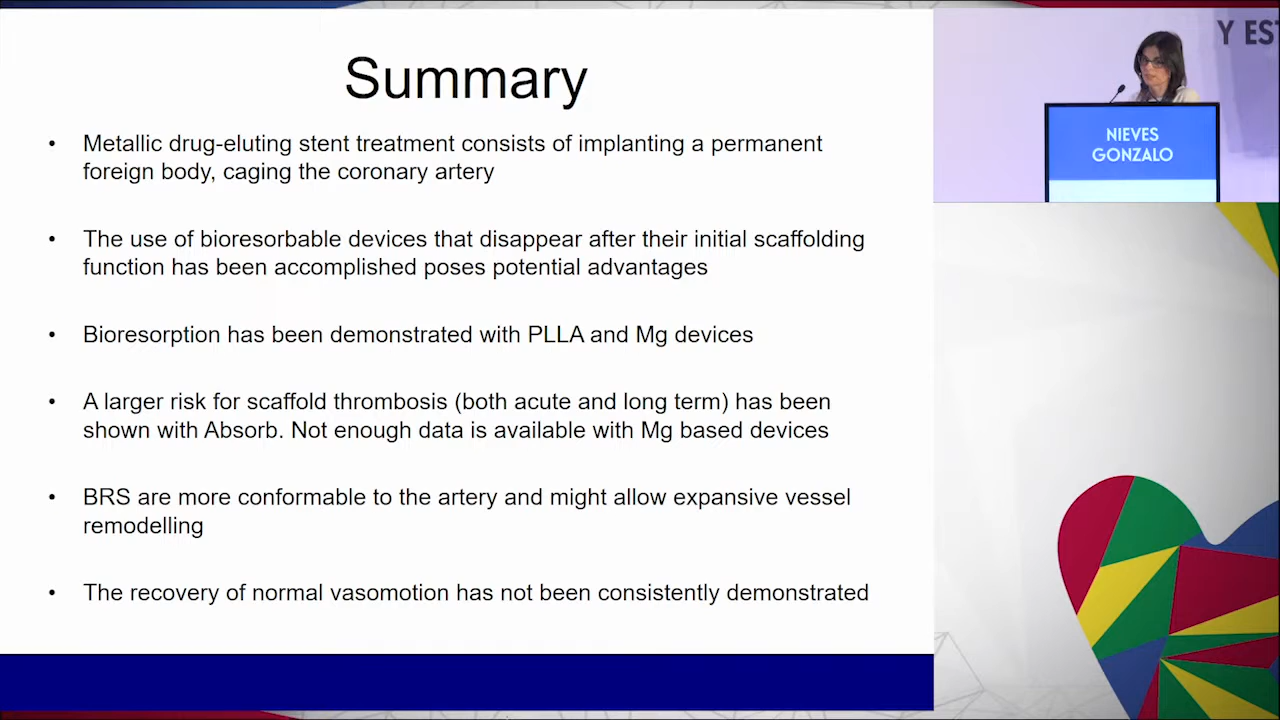 Summary
• Metallic drug-eluting stent treatment consists of implanting a permanent
foreign body, caging the coronary artery
• The use of bioresorbable devices that disappear after their initial scaffolding
function has been accomplished poses potential advantages
• Bioresorption has been demonstrated with PLLA and Mg devices
• A larger risk for scaffold thrombosis (both acute and long term) has been
shown with Absorb. Not enough data is available with Mg based devices
• BRS are more conformable to the artery and might allow expansive vessel
remodelling
• The recovery of normal vasomotion has not been consistently demonstrated
Y EST
NIEVES
GONZALO